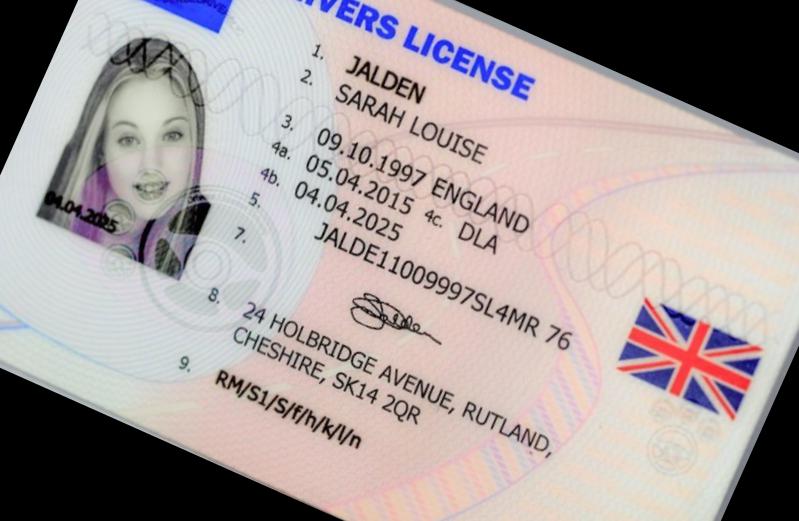 IVERS LICENSE
1. JALDEN
2. SARAH LOUISE
3. 09.10.1997 ENGLAND
4a. 05.04.2015 4c. DLA
4b. 04.04.2025
5. JALDE11009997SL4MR 76
7.
04.04.2025
8. 24 HOLBRIDGE AVENUE, RUTLAND,
CHESHIRE, SK14 2QR
9. RM/S1/S/f/h/k/l/n